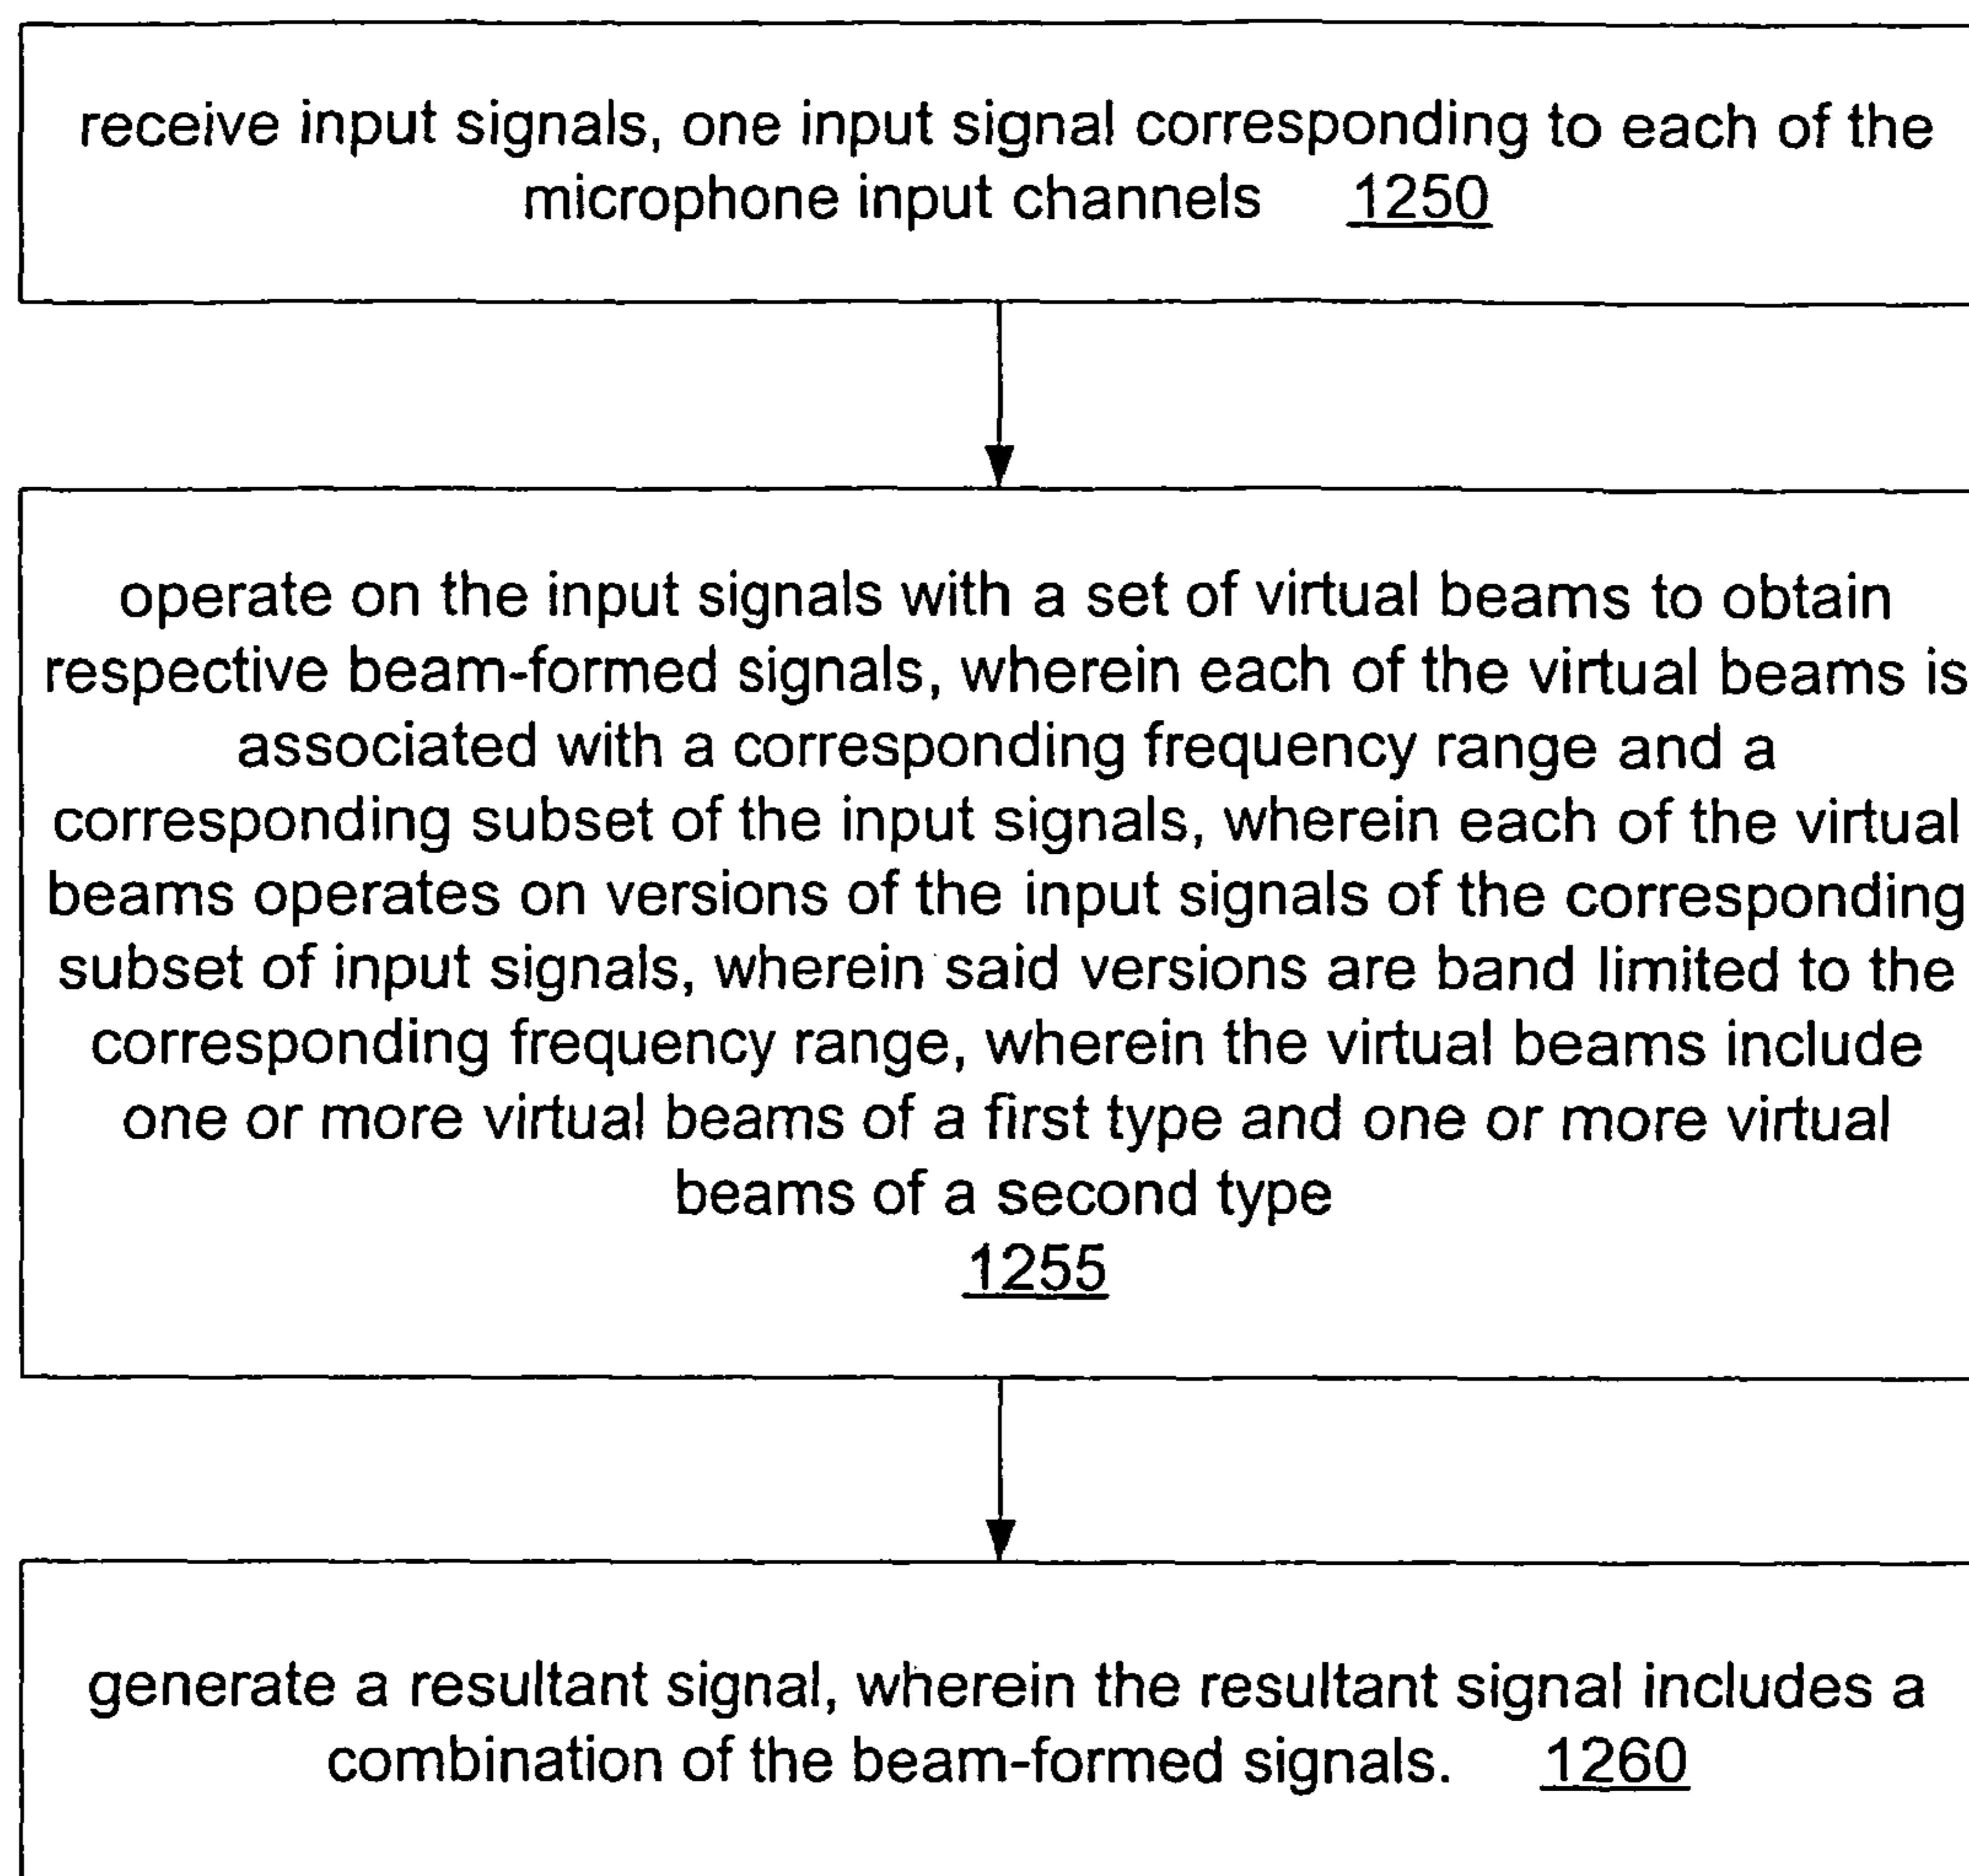 receive input signals, one input signal corresponding to each of the
microphone input channels 1250
operate on the input signals with a set of virtual beams to obtain
respective beam-formed signals, wherein each of the virtual beams is
associated with a corresponding frequency range and a
corresponding subset of the input signals, wherein each of the virtual
beams operates on versions of the input signals of the corresponding
subset of input signals, wherein said versions are band limited to the
corresponding frequency range, wherein the virtual beams include
one or more virtual beams of a first type and one or more virtual
beams of a second type
1255
generate a resultant signal, wherein the resultant signal includes a
combination of the beam-formed signals. 1260